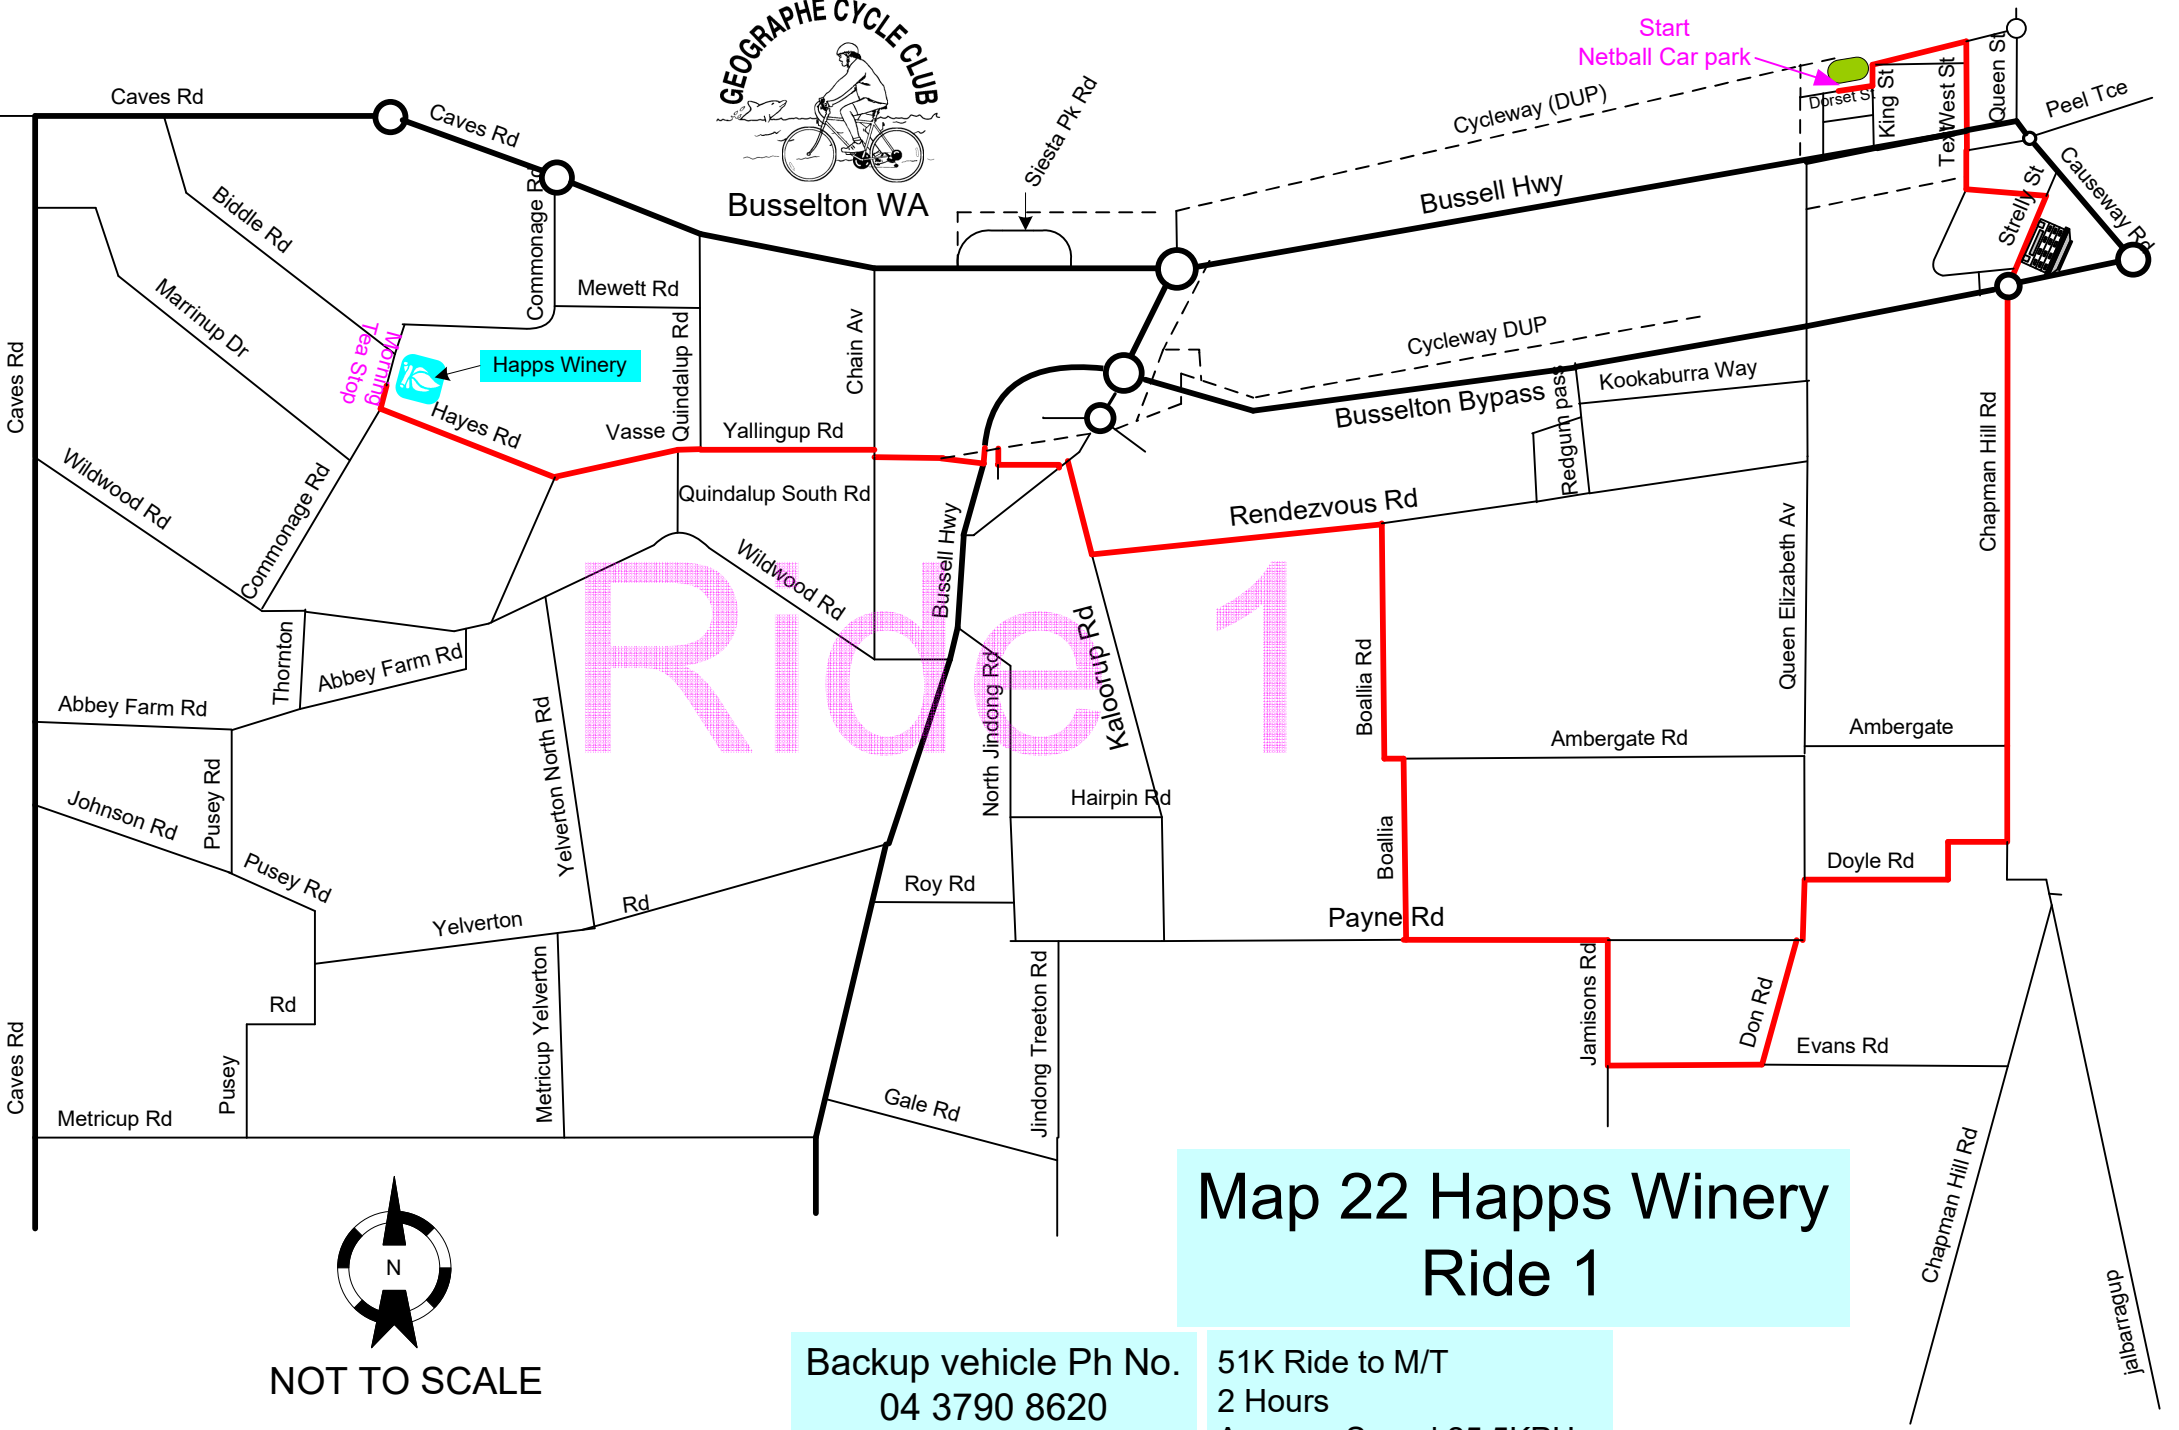 GEOGRAPHE CYCLE CLUB
Busselton WA
Start
Netball Car park
Caves Rd
Caves Rd
Siesta Pk Rd
Cycleway (DUP)
Dorset St
King St
West St
Text
Queen St
Peel Tce
Causeway Rd
Strelly St
Bussell Hwy
Biddle Rd
Commonage Rd
Mewett Rd
Marrinup Dr
Morning
Tea Stop
Happs Winery
Quindalup Rd
Chain Av
Cycleway DUP
Kookaburra Way
Busselton Bypass
Redgum pass
Caves Rd
Hayes Rd
Vasse
Yallingup Rd
Chapman Hill Rd
Wildwood Rd
Commonage Rd
Quindalup South Rd
Rendezvous Rd
Bussell Hwy
Wildwood Rd
Queen Elizabeth Av
Ride 1
Kaloorup Rd
Thornton
Abbey Farm Rd
Abbey Farm Rd
North Jindong Rd
Boallia Rd
Ambergate Rd
Ambergate
Yelverton North Rd
Pusey Rd
Johnson Rd
Hairpin Rd
Boallia
Doyle Rd
Pusey Rd
Roy Rd
Yelverton
Rd
Payne Rd
Metricup Yelverton
Jindong Treeton Rd
Jamisons Rd
Don Rd
Evans Rd
Rd
Pusey
Caves Rd
Metricup Rd
Gale Rd
Chapman Hill Rd
jalbarragup
Map 22 Happs Winery
Ride 1
N
NOT TO SCALE
Backup vehicle Ph No.
04 3790 8620
51K Ride to M/T
2 Hours